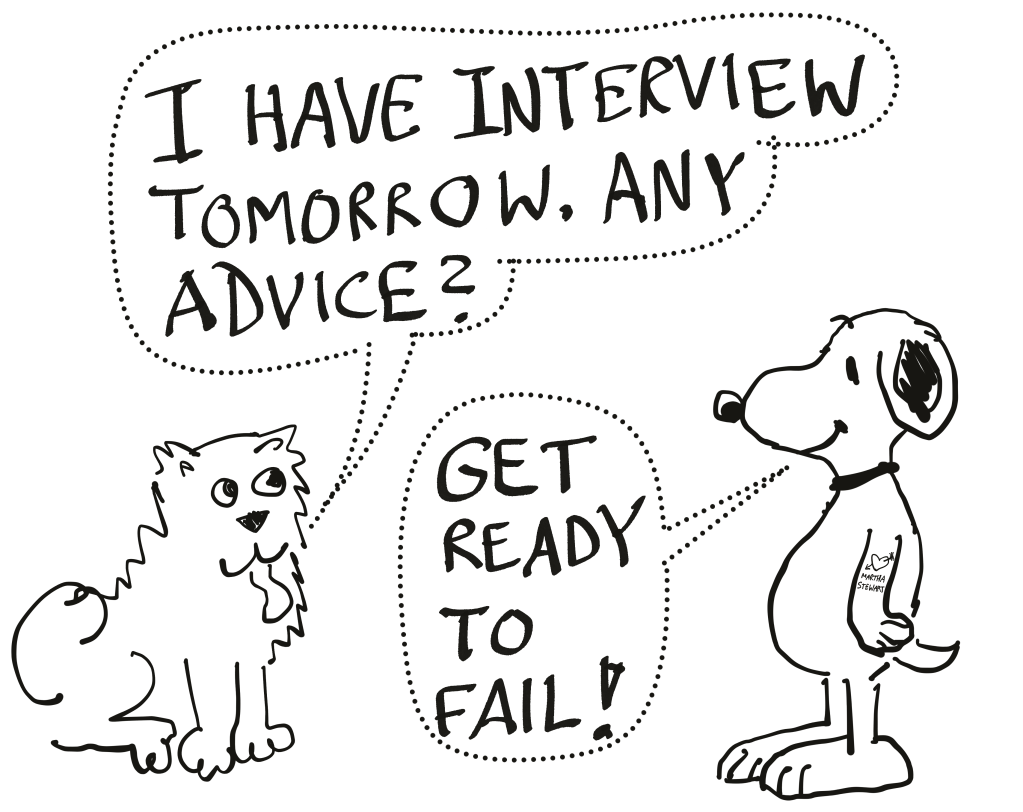 I HAVE INTERVIEW
TOMORROW. ANY
ADVICE?
GET
READY
TO
FAIL!
MARTHA
STEWART